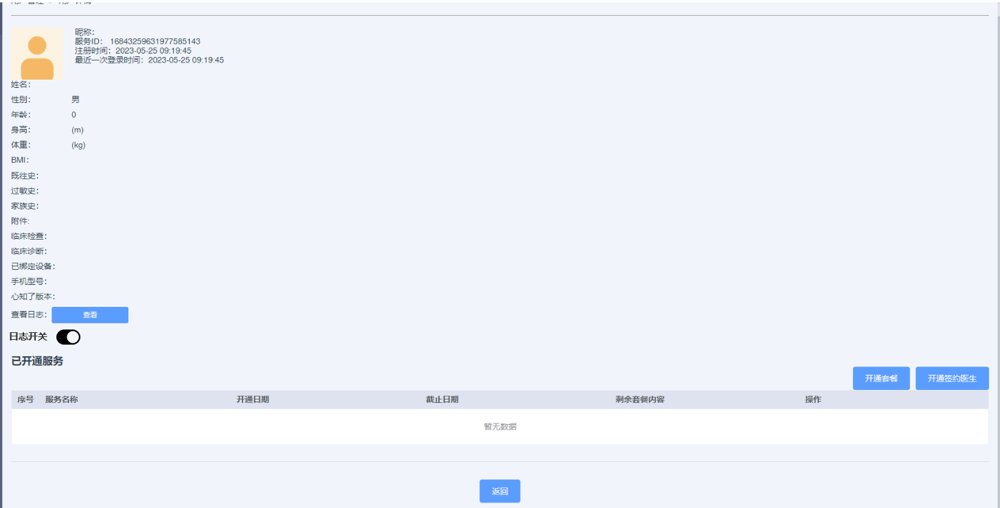 昵称：
服务ID： 16843259631977585143
注册时间：2023-05-25 09:19:45
最近一次登录时间：2023-05-25 09:19:45
姓名：
性别： 男
年龄： 0
身高： (m)
体重： (kg)
BMI：
既往史：
过敏史：
家族史：
附件:
临床检查：
临床诊断：
已绑定设备：
手机型号：
心知了版本：
查看日志： 查看
日志开关
已开通服务
开通套餐 开通签约医生
序号 服务名称 开通日期 截止日期 剩余套餐内容 操作
暂无数据
返回